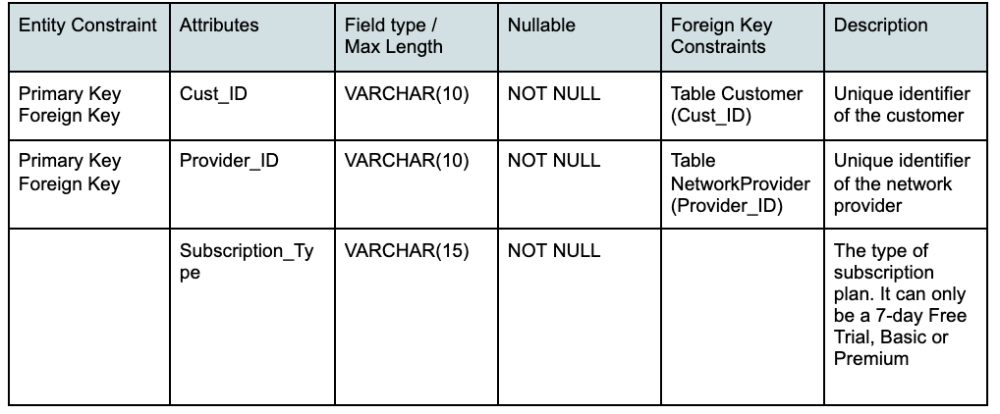 Entity Constraint
Attributes
Field type /
Max Length
Nullable
Foreign Key
Constraints
Description
Primary Key
Foreign Key
Cust_ID
VARCHAR(10)
NOT NULL
Table Customer
(Cust_ID)
Unique identifier
of the customer
Primary Key
Foreign Key
Provider_ID
VARCHAR(10)
NOT NULL
Table
NetworkProvider
(Provider_ID)
Unique identifier
of the network
provider
Subscription_Ty
pe
VARCHAR(15)
NOT NULL
The type of
subscription
plan. It can only
be a 7-day Free
Trial, Basic or
Premium